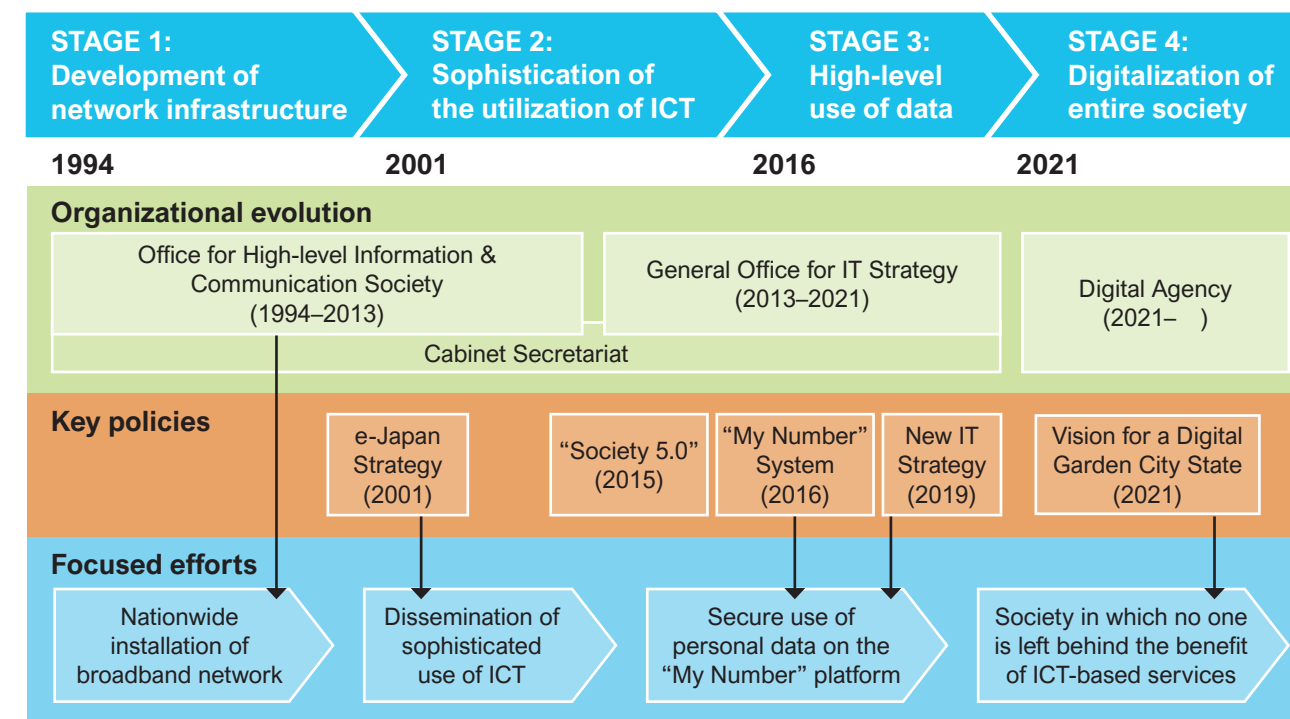 STAGE 1:
Development of
network infrastructure
STAGE 2:
Sophistication of
the utilization of ICT
STAGE 3:
High-level
use of data
STAGE 4:
Digitalization of
entire society
1994
2001
2016
2021
Organizational evolution
Office for High-level Information &
Communication Society
(1994–2013)
General Office for IT Strategy
(2013–2021)
Digital Agency
(2021–    )
Cabinet Secretariat
Key policies
e-Japan
Strategy
(2001)
“Society 5.0”
(2015)
“My Number”
System
(2016)
New IT
Strategy
(2019)
Vision for a Digital
Garden City State
(2021)
Focused efforts
Nationwide
installation of
broadband network
Dissemination of
sophisticated
use of ICT
Secure use of
personal data on the
“My Number” platform
Society in which no one
is left behind the benefit
of ICT-based services